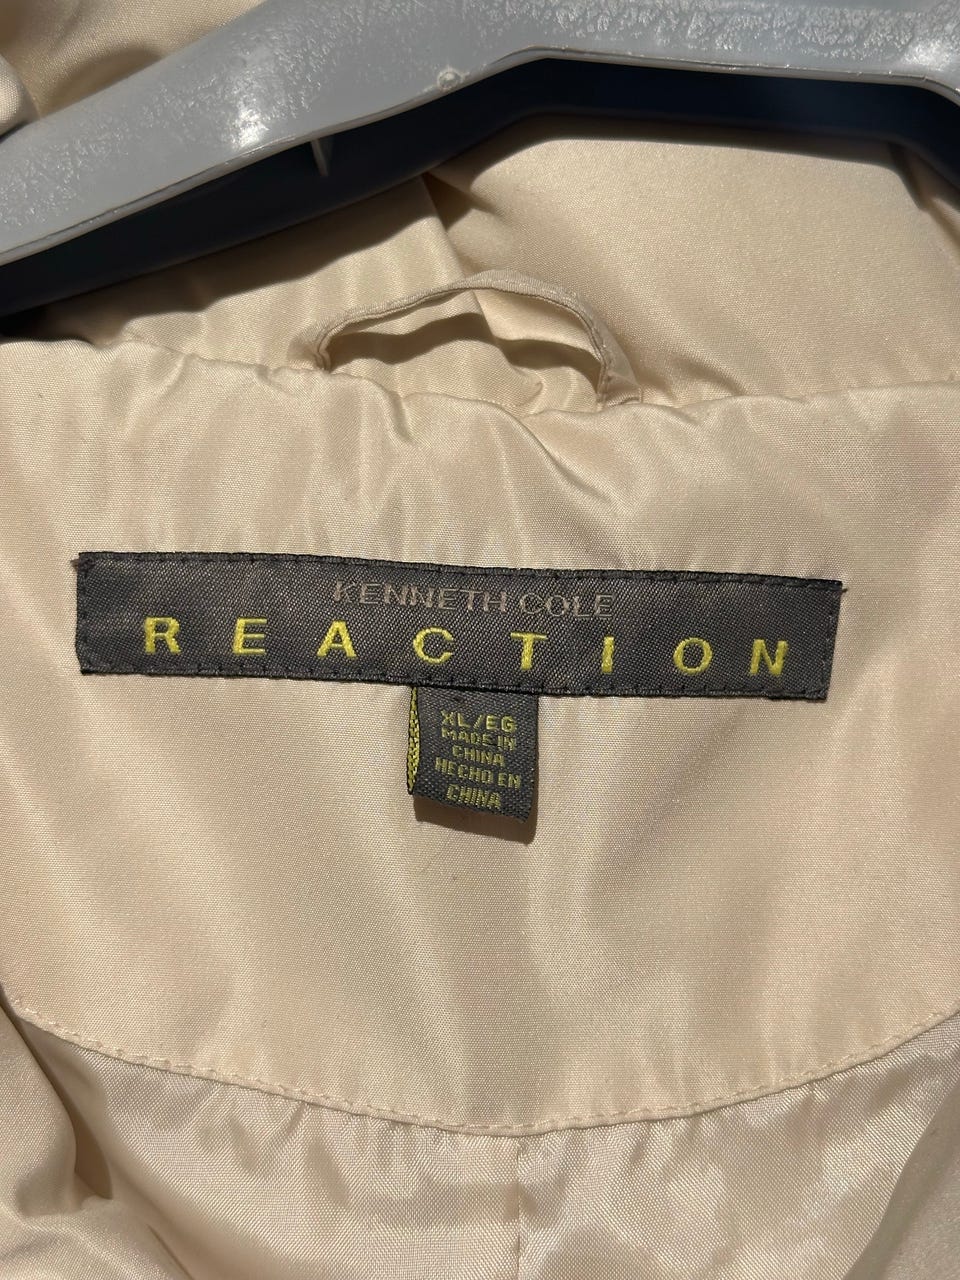 KENNETH COLE
REACTION
XL/EG
MADE IN
CHINA
HECHO EN
CHINA